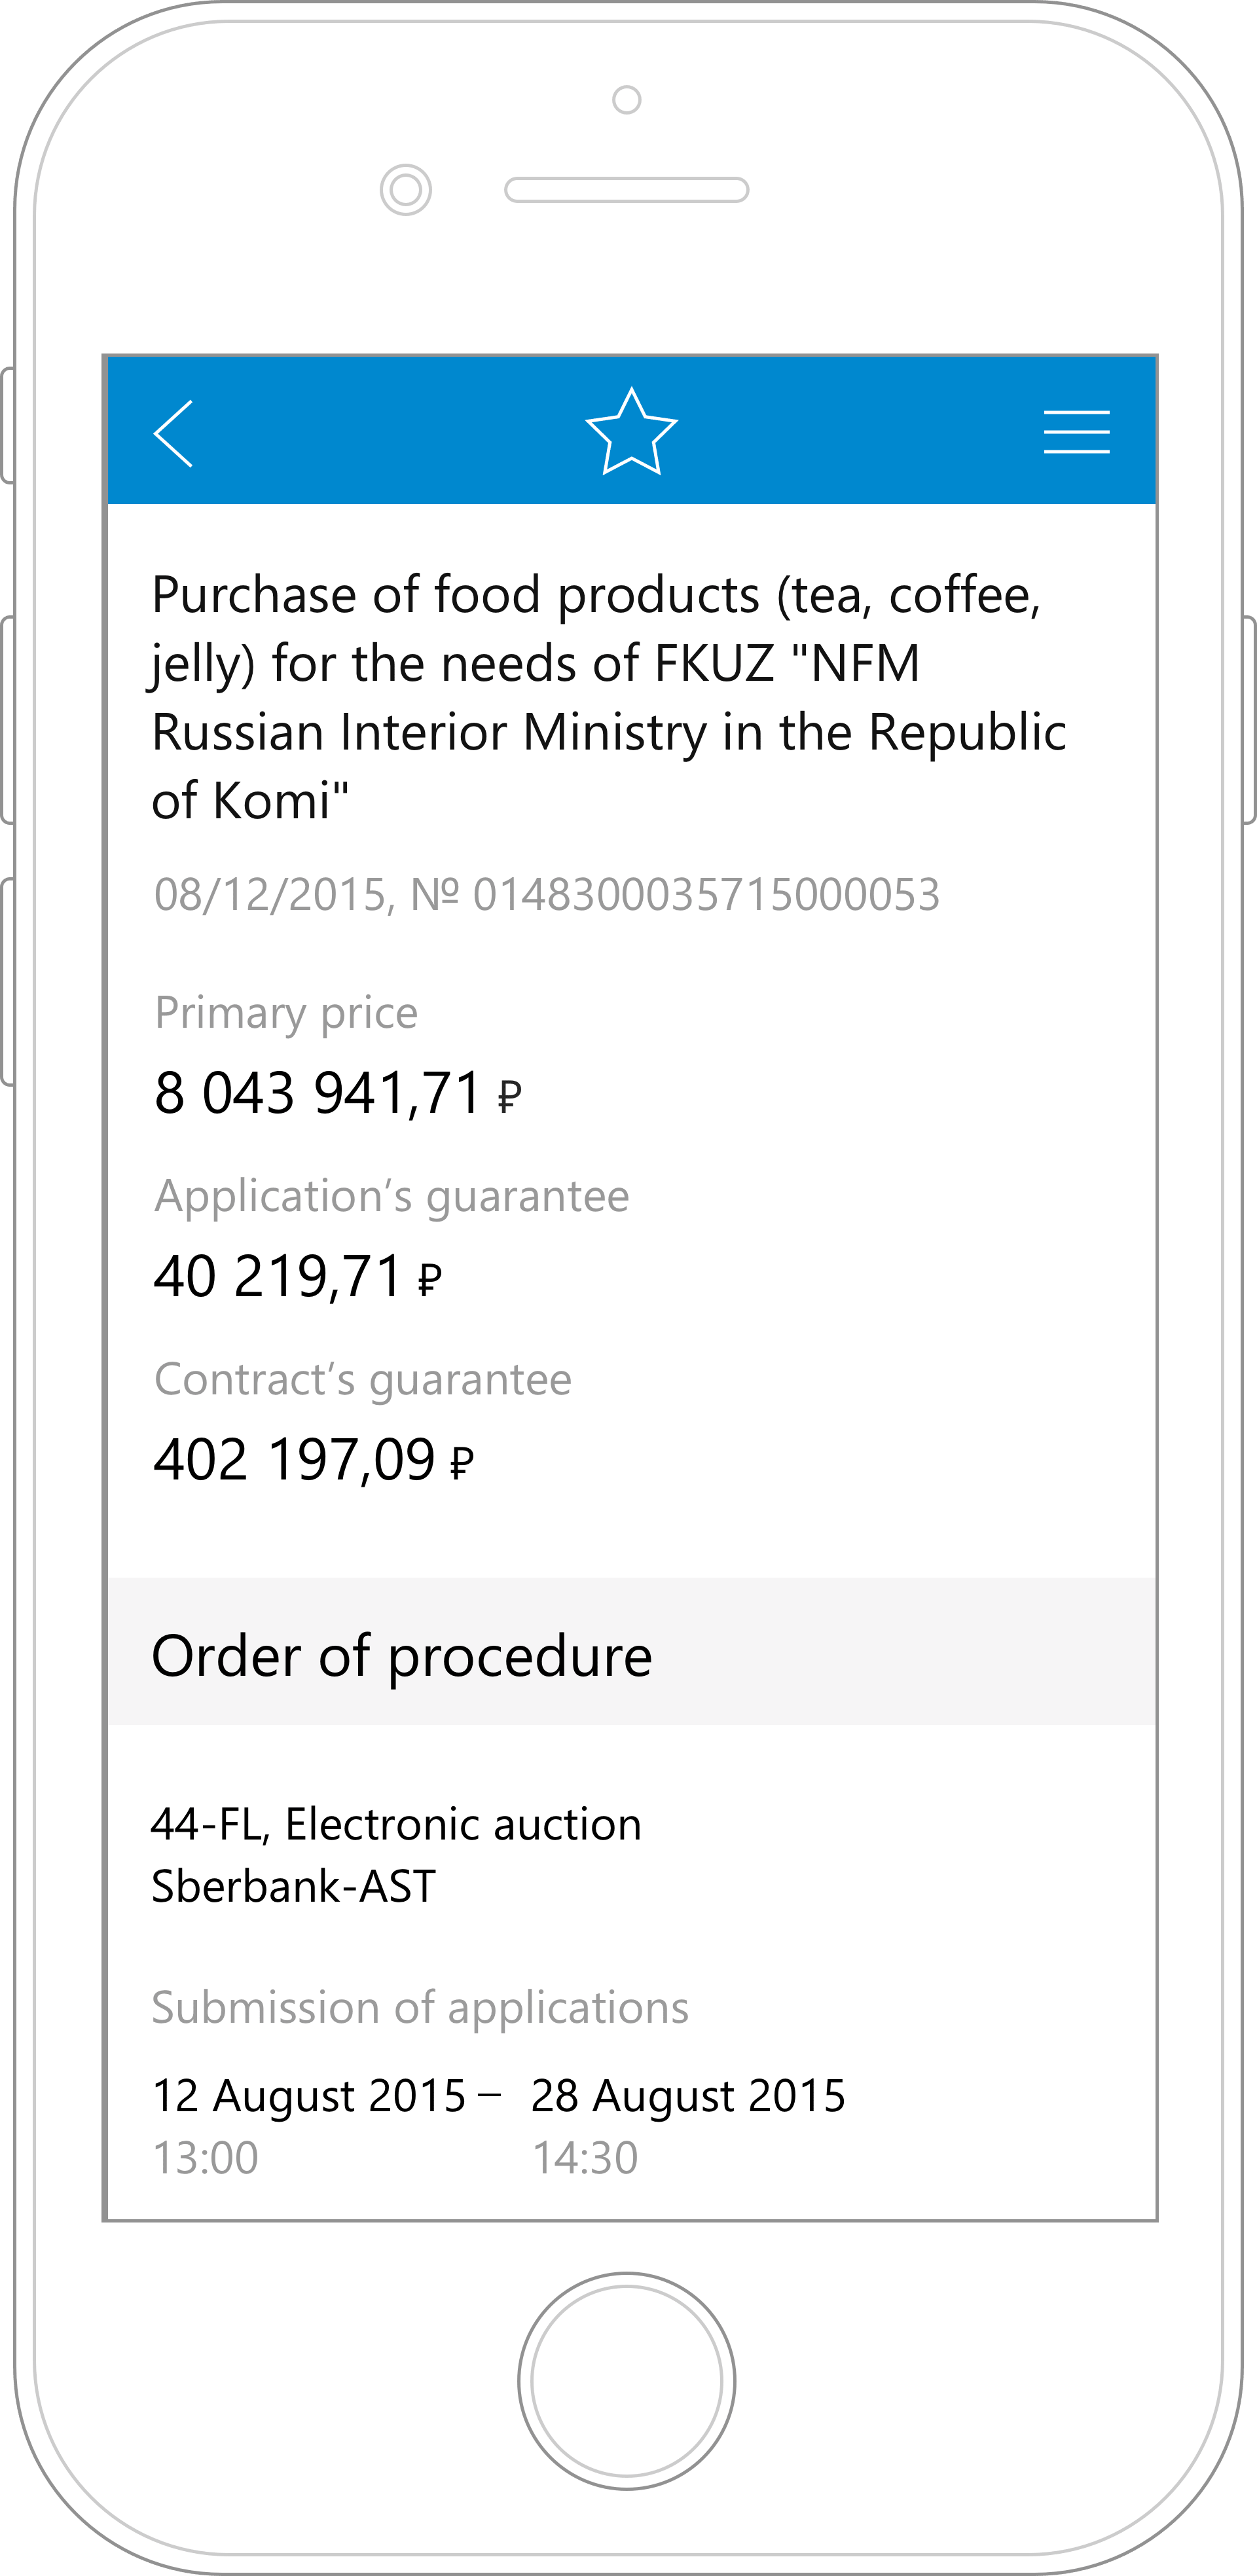 Purchase of food products (tea, coffee,
jelly) for the needs of FKUZ "NFM
Russian Interior Ministry in the Republic
of Komi"
08/12/2015, № 0148300035715000053
Primary price
8 043 941,71 ₽
Application’s guarantee
40 219,71 ₽
Contract’s guarantee
402 197,09 ₽
Order of procedure
44-FL, Electronic auction
Sberbank-AST
Submission of applications
12 August 2015 – 28 August 2015
13:00 14:30